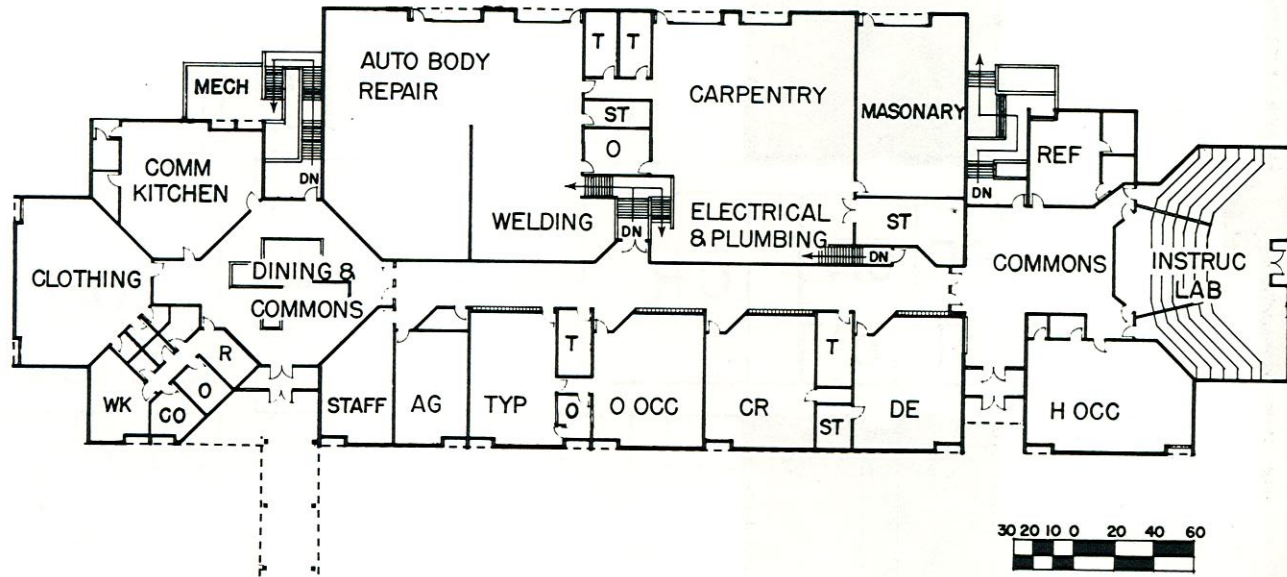 T T
AUTO BODY
REPAIR
MECH
CARPENTRY
MASONARY
ST
O
REF
COMM
KITCHEN
DN
DN
WELDING
DN
ELECTRICAL
& PLUMBING
ST
DN
CLOTHING
DINING &
COMMONS
COMMONS
INSTRUC
LAB
R
O
WK
CO
STAFF
AG
TYP
T
O
O OCC
CR
T
ST
DE
H OCC
30 20 10 0 20 40 60